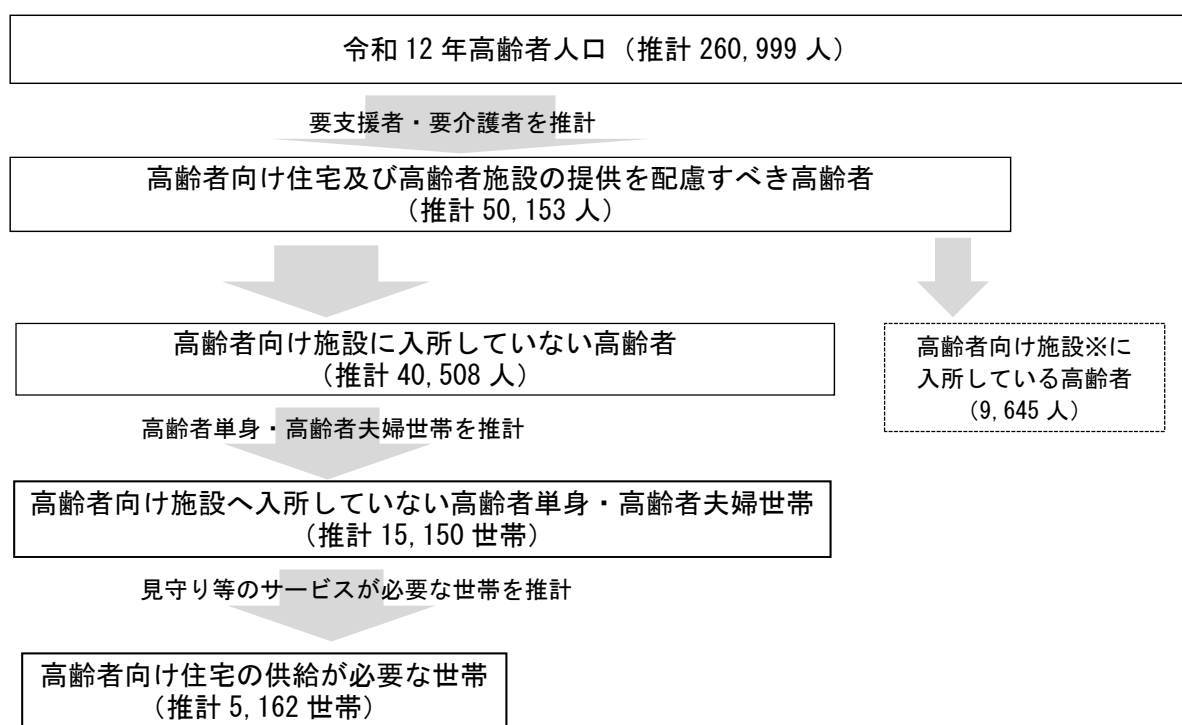 令和 12 年高齢者人口（推計 260,999 人）
要支援者・要介護者を推計
高齢者向け住宅及び高齢者施設の提供を配慮すべき高齢者
（推計 50,153 人）
高齢者向け施設に入所していない高齢者
（推計 40,508 人）
高齢者向け施設※に
入所している高齢者
（9,645 人）
高齢者単身・高齢者夫婦世帯を推計
高齢者向け施設へ入所していない高齢者単身・高齢者夫婦世帯
（推計 15,150 世帯）
見守り等のサービスが必要な世帯を推計
高齢者向け住宅の供給が必要な世帯
（推計 5,162 世帯）